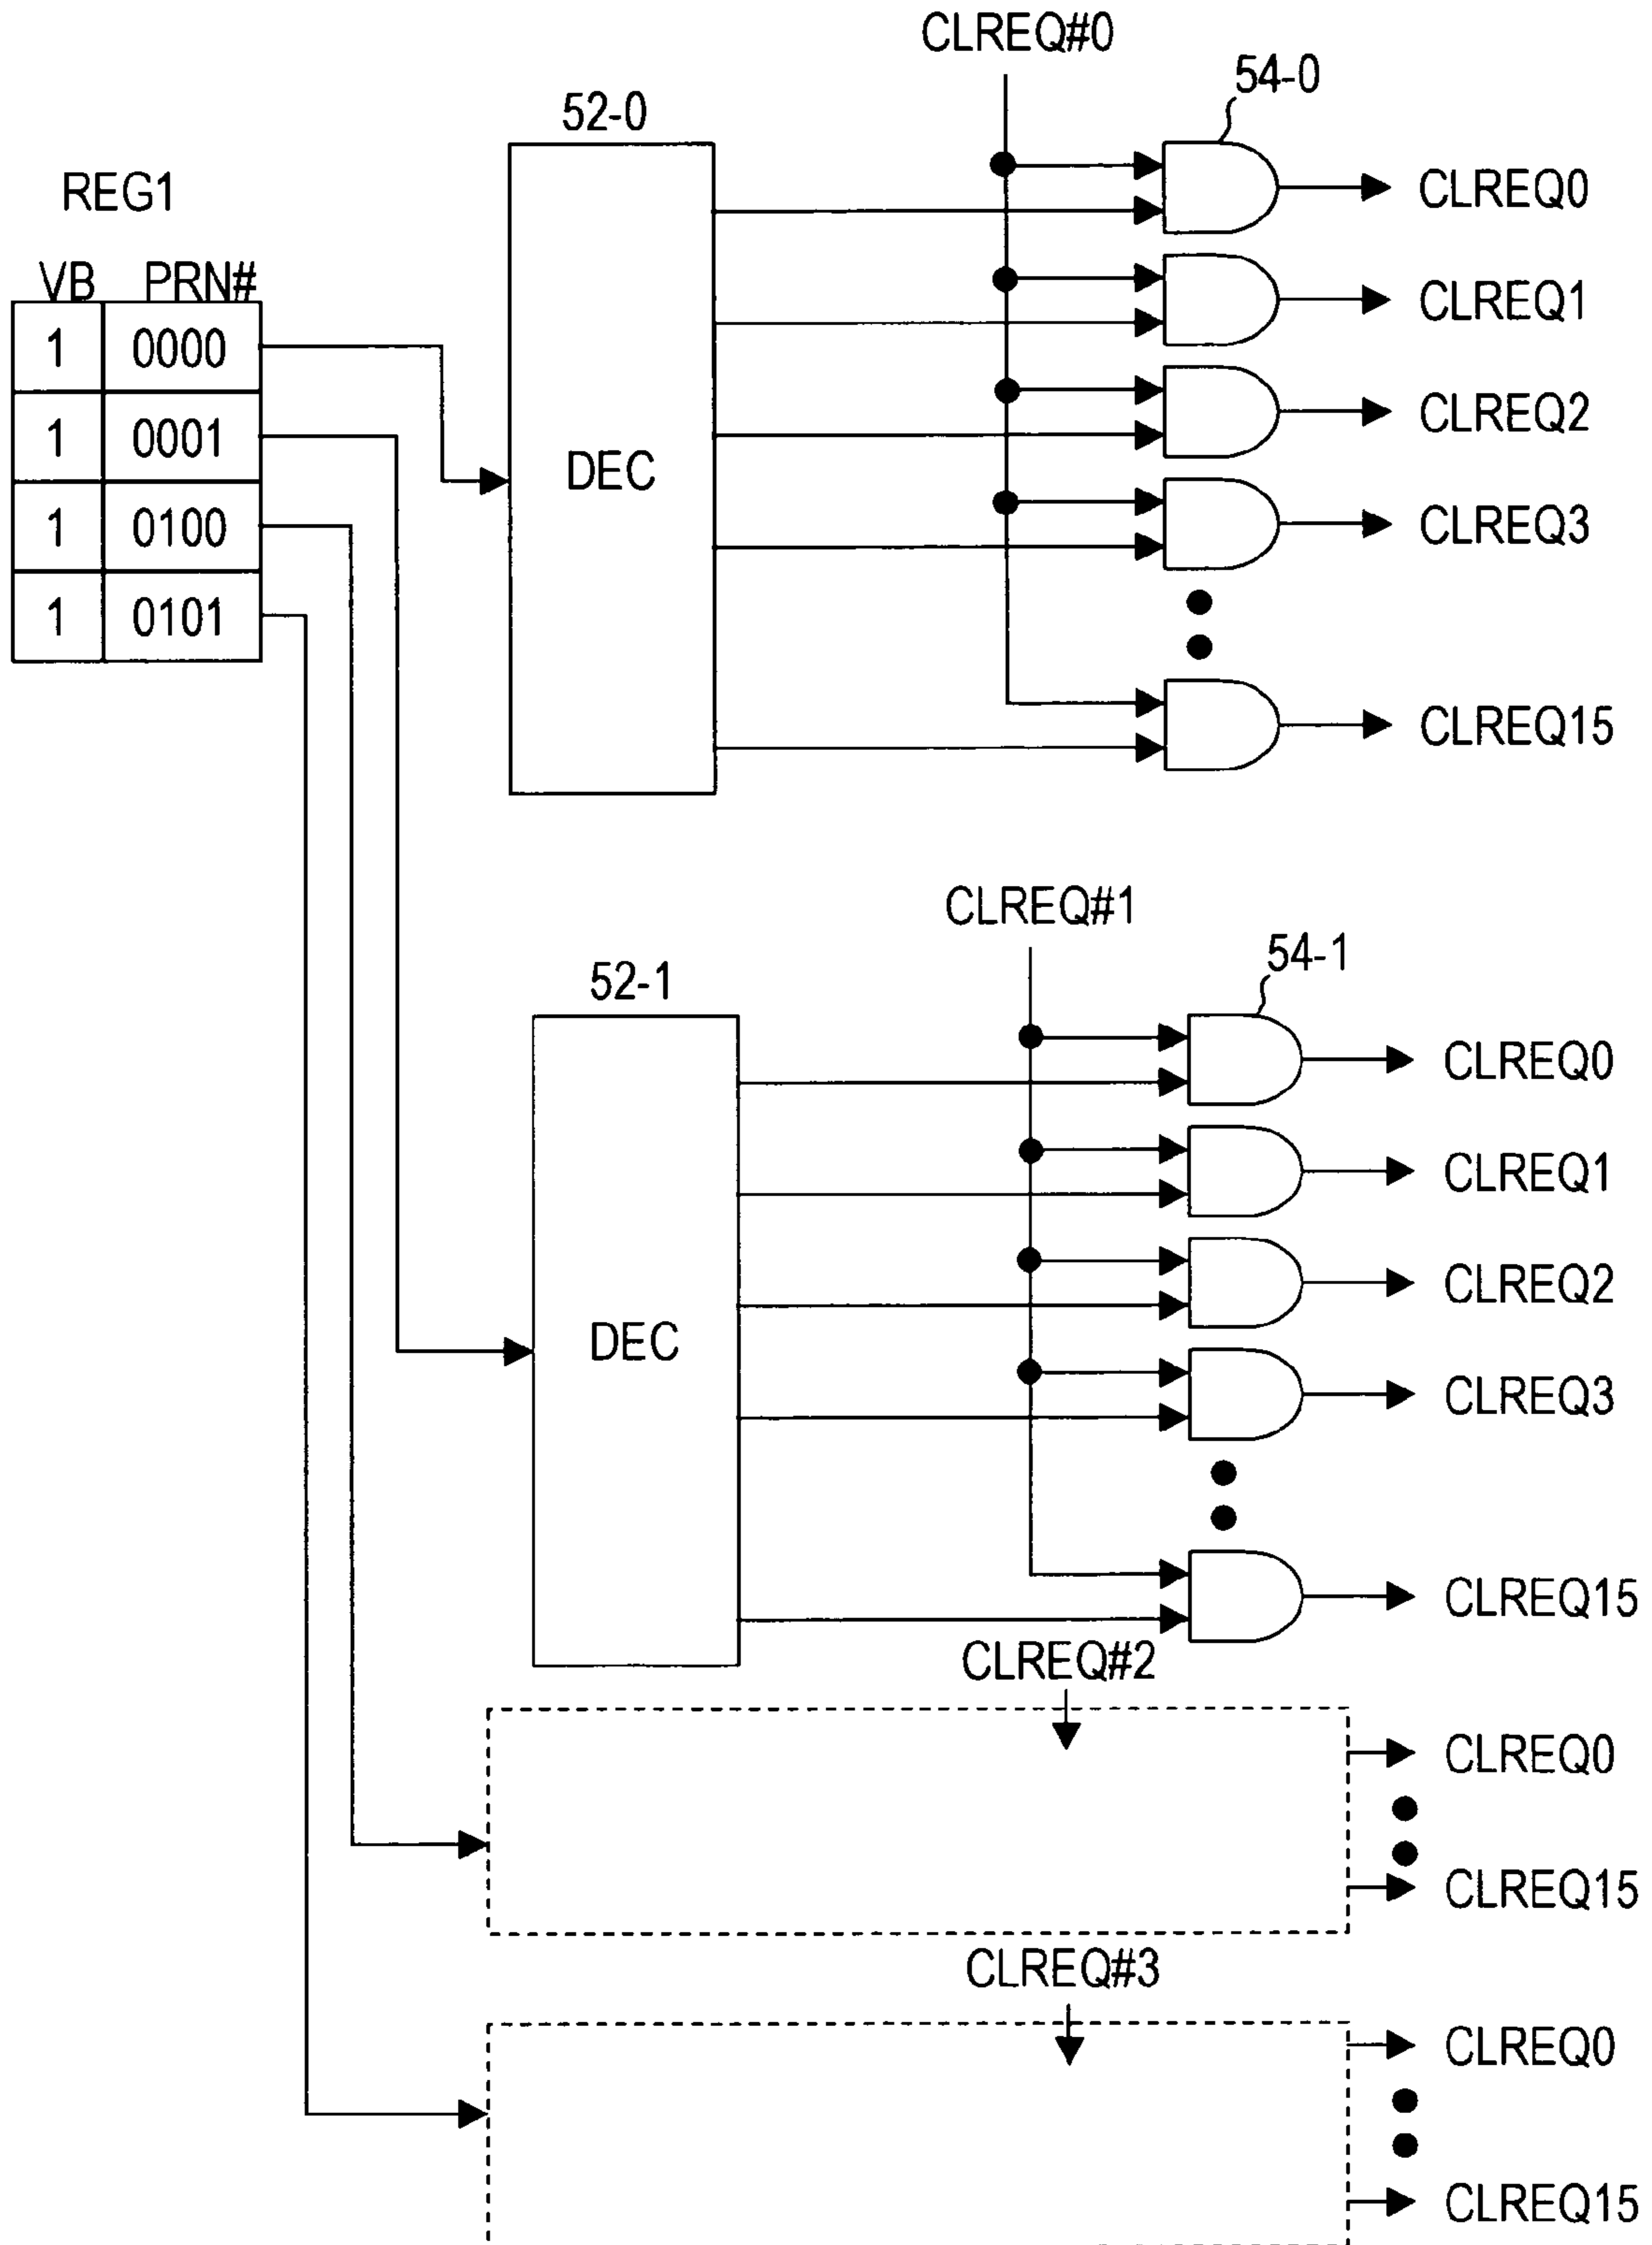 CLREQ#0
54-0
52-0
REG1
CLREQ0
VB PRN#
CLREQ1
1 0000
CLREQ2
1 0001
DEC
1 0100
CLREQ3
1 0101
CLREQ15
CLREQ#1
54-1
52-1
CLREQ0
CLREQ1
CLREQ2
DEC
CLREQ3
CLREQ15
CLREQ#2
CLREQ0
CLREQ15
CLREQ#3
CLREQ0
CLREQ15